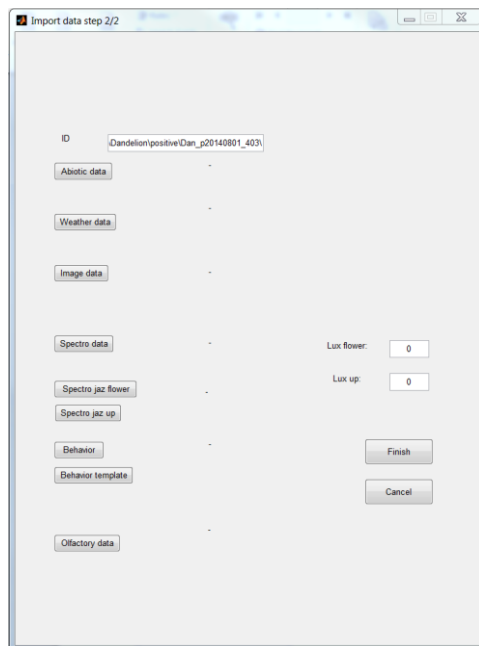 Import data step 2/2
ID
\Dandelion\positive\Dan_p20140801_403\
Abiotic data
-
Weather data
-
Image data
-
Spectro data
-
Lux flower:
0
Lux up:
0
Spectro jaz flower
-
Spectro jaz up
Behavior
-
Finish
Behavior template
Cancel
Olfactory data
-